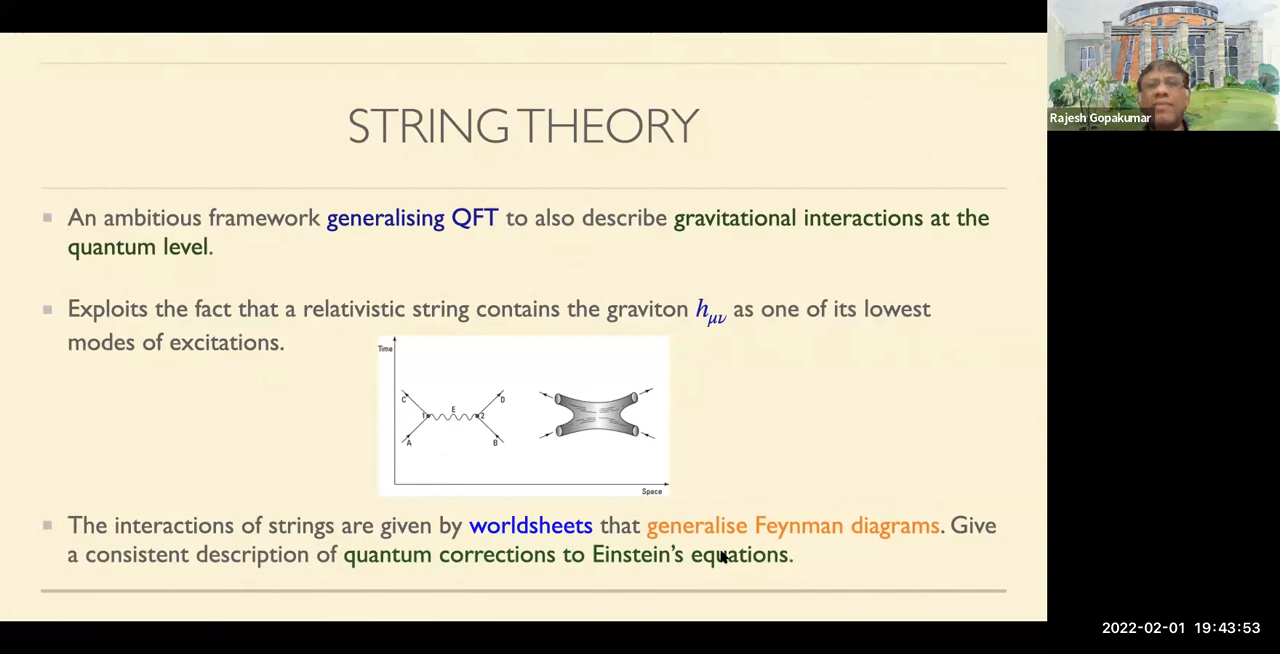 STRING THEORY
An ambitious framework generalising QFT to also describe gravitational interactions at the
quantum level.
Exploits the fact that a relativistic string contains the graviton hμν as one of its lowest
modes of excitations.
Time
C
D
E
1
2
A
B
Space
The interactions of strings are given by worldsheets that generalise Feynman diagrams. Give
a consistent description of quantum corrections to Einstein's equations.
Rajesh Gopakumar
2022-02-01 19:43:53